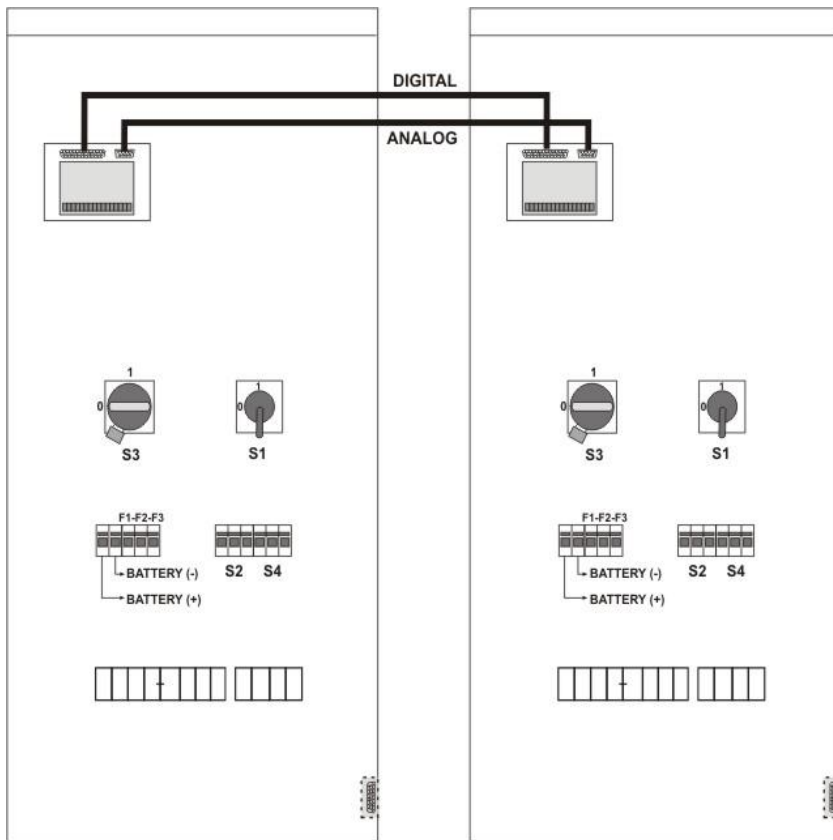 DIGITAL
ANALOG
1
0
S3
1
0
S1
F1-F2-F3
BATTERY (-)
BATTERY (+)
S2 S4
1
0
S3
1
0
S1
F1-F2-F3
BATTERY (-)
BATTERY (+)
S2 S4